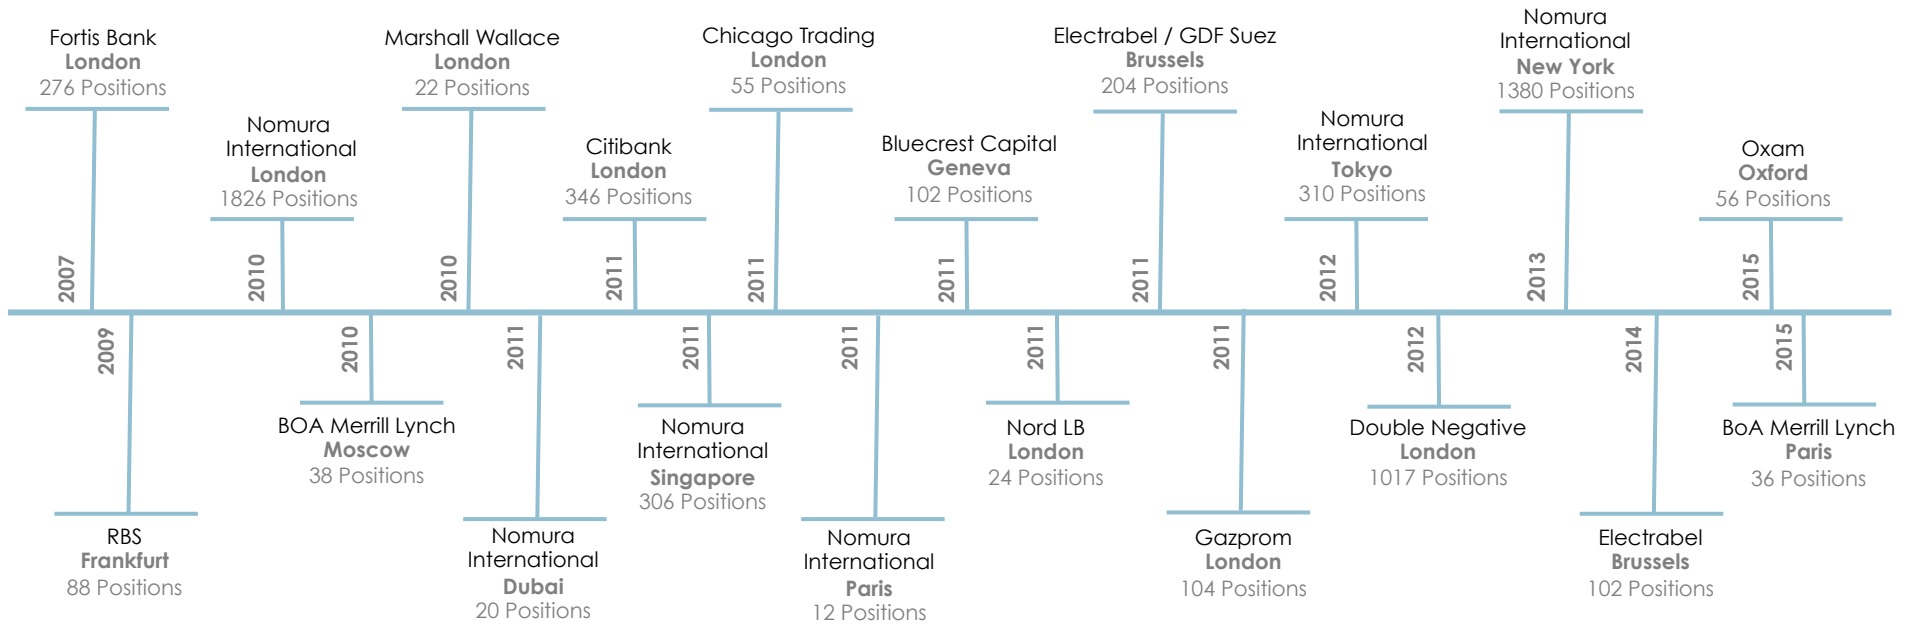 Fortis Bank
London
276 Positions
2007
RBS
Frankfurt
88 Positions
2009
Nomura
International
London
1826 Positions
2010
BOA Merrill Lynch
Moscow
38 Positions
2010
Marshall Wallace
London
22 Positions
2010
Nomura
International
Dubai
20 Positions
2011
Citibank
London
346 Positions
2011
Nomura
International
Singapore
306 Positions
2011
Chicago Trading
London
55 Positions
2011
Nomura
International
Paris
12 Positions
2011
Bluecrest Capital
Geneva
102 Positions
2011
Nord LB
London
24 Positions
2011
Electrabel / GDF Suez
Brussels
204 Positions
2011
Gazprom
London
104 Positions
2011
Nomura
International
Tokyo
310 Positions
2012
Double Negative
London
1017 Positions
2012
Nomura
International
New York
1380 Positions
2013
Electrabel
Brussels
102 Positions
2014
Oxam
Oxford
56 Positions
2015
BoA Merrill Lynch
Paris
36 Positions
2015